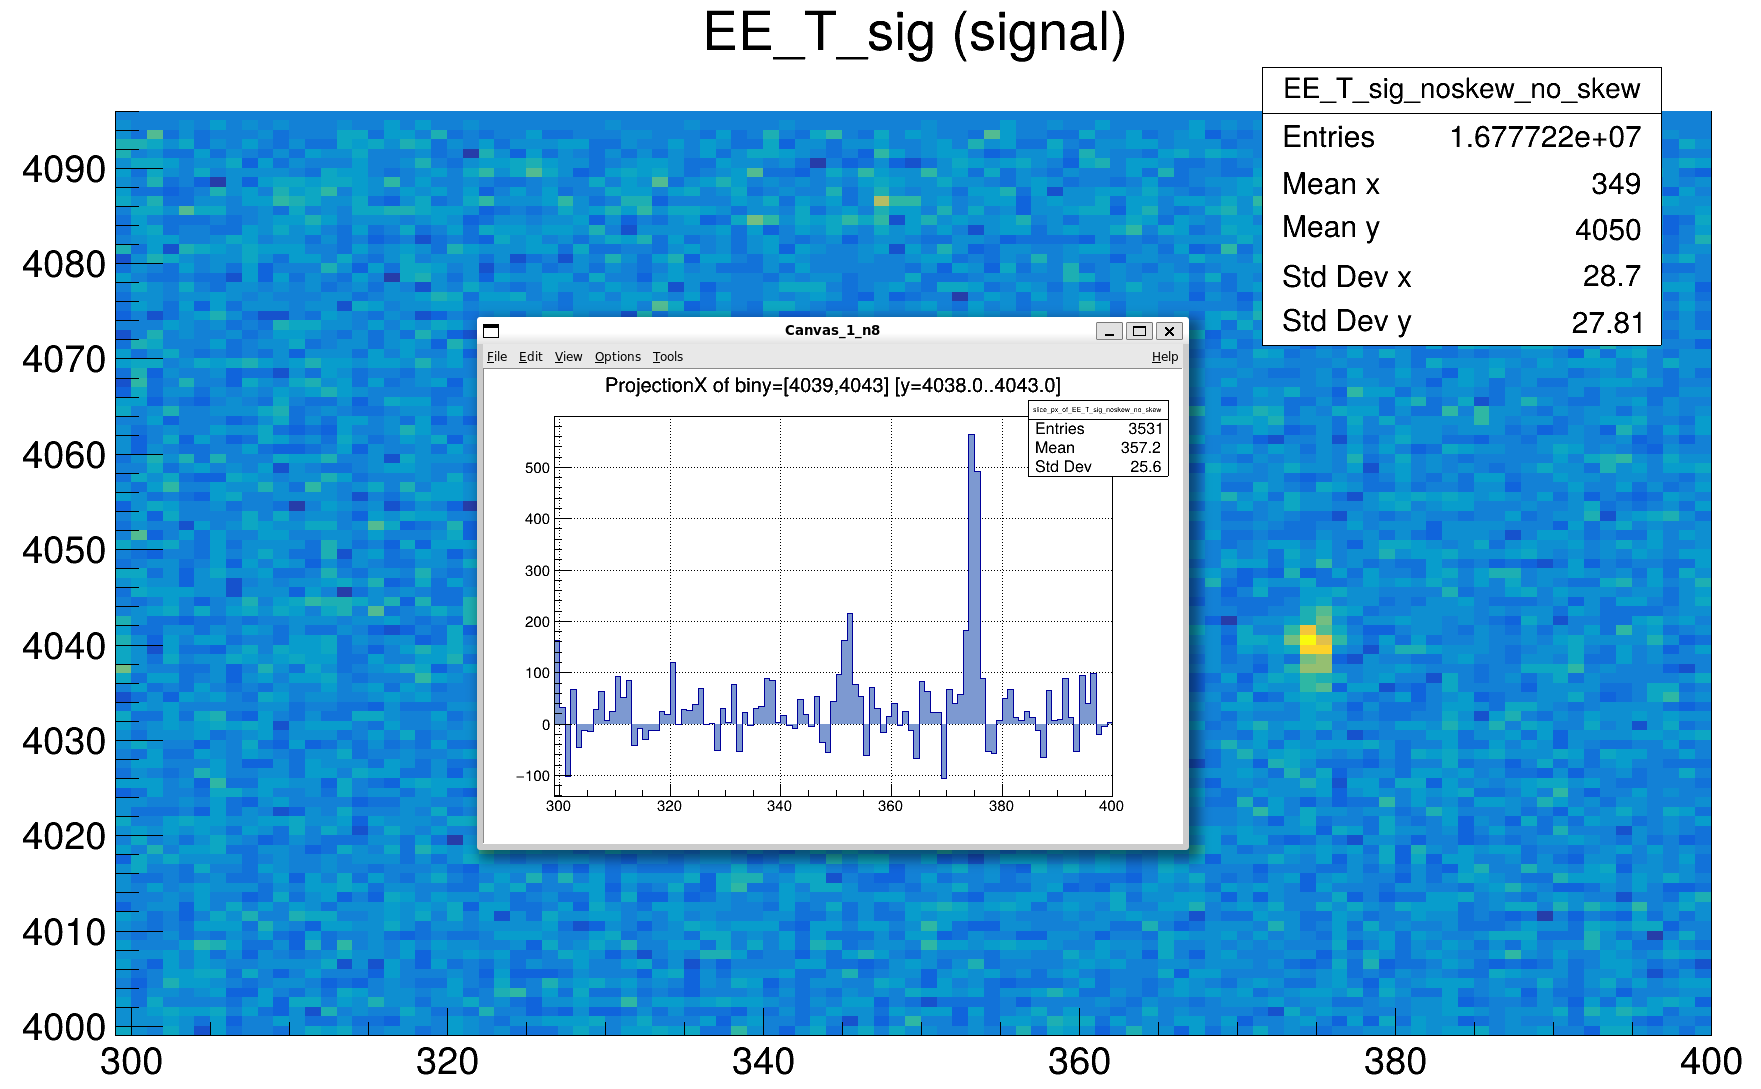 EE_T_sig (signal)
EE_T_sig_noskew_no_skew
Entries 1.677722e+07
Mean x 349
Mean y 4050
Std Dev x 28.7
Std Dev y 27.81
4090
4080
4070
4060
4050
4040
4030
4020
4010
4000
300 320 340 360 380 400
Canvas_1_n8
File Edit View Options Tools Help
ProjectionX of biny=[4039,4043] [y=4038.0..4043.0]
slice_px_of_EE_T_sig_noskew_no_skew
Entries 3531
Mean 357.2
Std Dev 25.6
500
400
300
200
100
0
−100
300 320 340 360 380 400